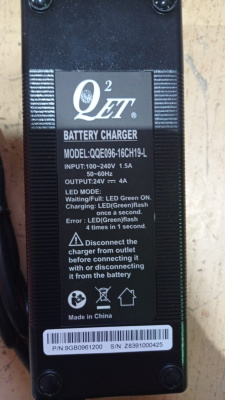 Q2ET ®
BATTERY CHARGER
MODEL:QQE096-16CH19-L
INPUT:100~240V 1.5A
50~60Hz
OUTPUT:24V ⎓ 4A
LED MODE:
Waiting/Full: LED Green ON.
Charging: LED(Green)flash
once a second.
Error : LED(Green)flash
4 times in 1 second.
Disconnect the
charger from outlet
before connecting it
with or disconnecting
it from the battery
Made in China
P/N:9GB0961200 S/N: Z8391000425